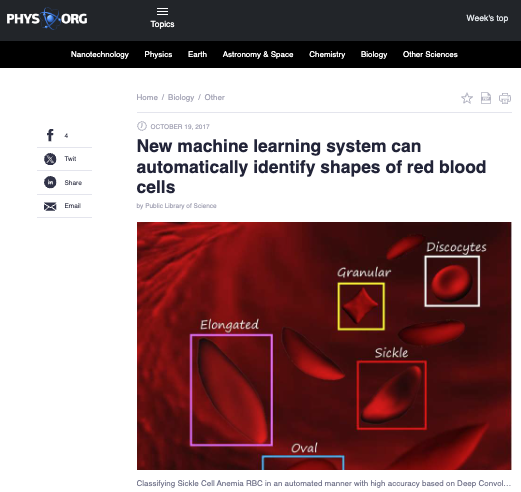 PHYS ORG
Topics
Week's top
Nanotechnology Physics Earth Astronomy & Space Chemistry Biology Other Sciences
Home / Biology / Other
4
Twit
Share
Email
OCTOBER 19, 2017
New machine learning system can
automatically identify shapes of red blood
cells
by Public Library of Science
Discocytes
Granular
Elongated
Sickle
Oval
Classifying Sickle Cell Anemia RBC in an automated manner with high accuracy based on Deep Convol...